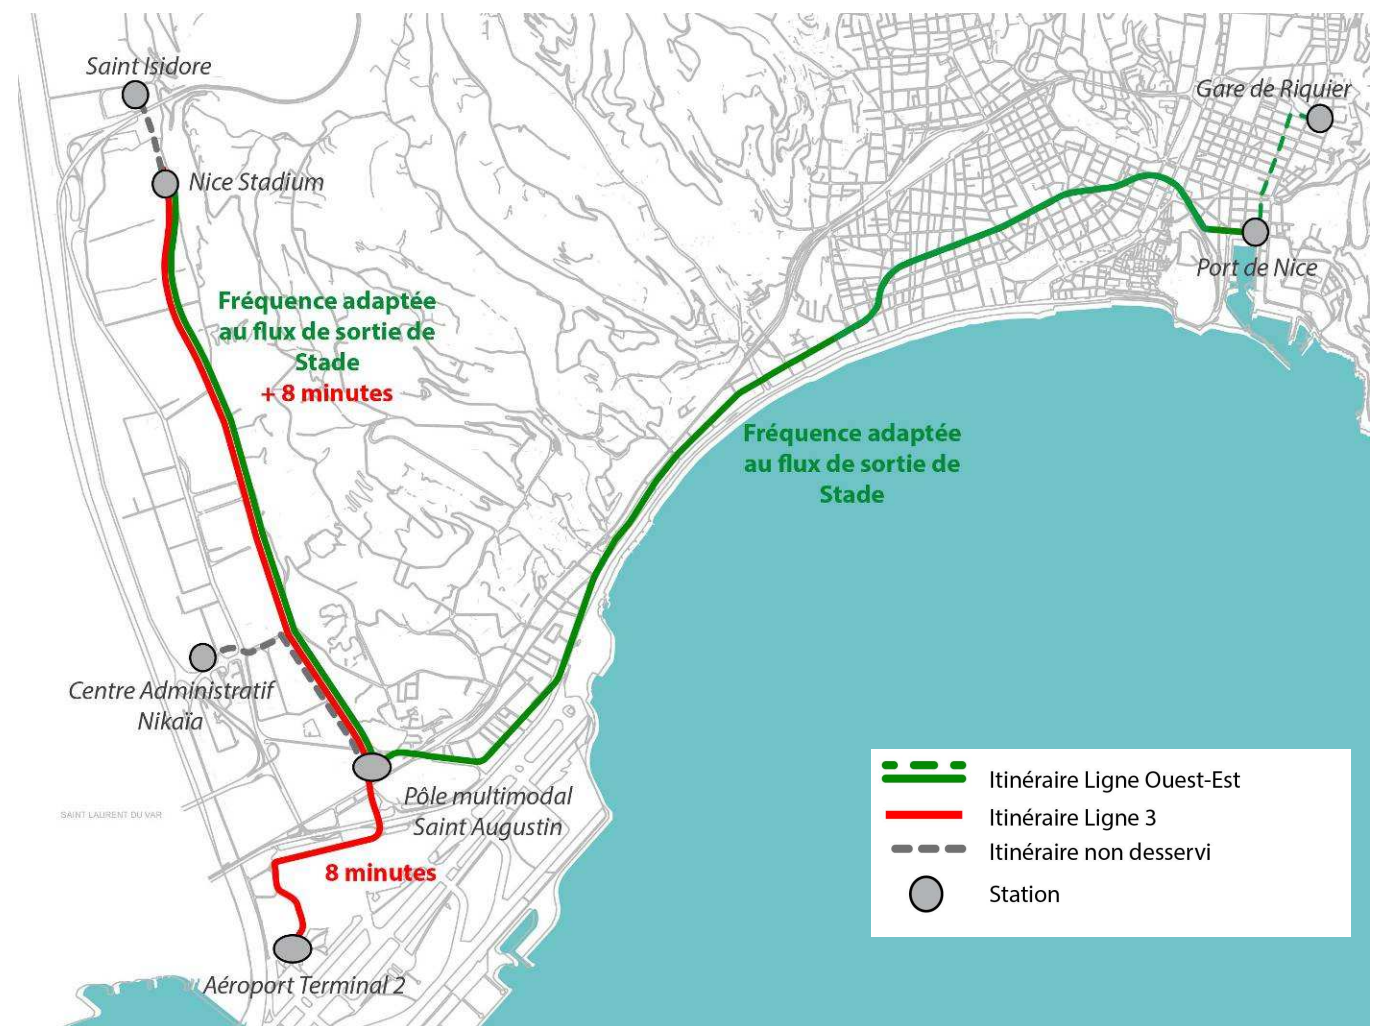 Saint Isidore
Gare de Riquier
Nice Stadium
Port de Nice
Fréquence adaptée
au flux de sortie de
Stade
+ 8 minutes
Fréquence adaptée
au flux de sortie de
Stade
Centre Administratif
Nikaïa
Pôle multimodal
Saint Augustin
SAINT LAURENT DU VAR
8 minutes
Aéroport Terminal 2
Itinéraire Ligne Ouest-Est
Itinéraire Ligne 3
Itinéraire non desservi
Station